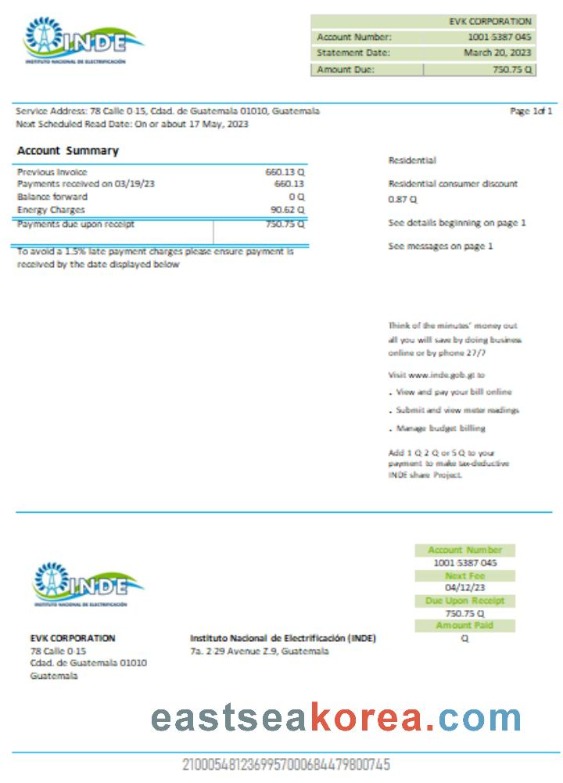 INDE
INSTITUTO NACIONAL DE ELECTRIFICACIÓN
EVK CORPORATION
Account Number: 1001 5387 045
Statement Date: March 20, 2023
Amount Due: 750.75 Q
Service Address: 78 Calle 0-15, Cdad. de Guatemala 01010, Guatemala
Page 1of 1
Next Scheduled Read Date: On or about 17 May, 2023
Account Summary
Previous Invoice 660.13 Q
Payments received on 03/19/23 660.13
Balance forward 0 Q
Energy Charges 90.62 Q
Payments due upon receipt 750.75 Q
To avoid a 1.5% late payment charges please ensure payment is
received by the date displayed below
Residential
Residential consumer discount
0.87 Q
See details beginning on page 1
See messages on page 1
Think of the minutes' money out
all you will save by doing business
online or by phone 27/7
Visit www.inde.gob.gt to
. View and pay your bill online
. Submit and view meter readings
. Manage budget billing
Add 1 Q 2 Q or 5 Q to your
payment to make tax-deductive
INDE share Project.
INDE
INSTITUTO NACIONAL DE ELECTRIFICACIÓN
Account Number
1001 5387 045
Next Fee
04/12/23
Due Upon Receipt
750.75 Q
Amount Paid
Q
EVK CORPORATION
78 Calle 0-15
Cdad. de Guatemala 01010
Guatemala
Instituto Nacional de Electrificación (INDE)
7a. 2-29 Avenue Z.9, Guatemala
eastseakorea.com
2100054812369957000684479800745